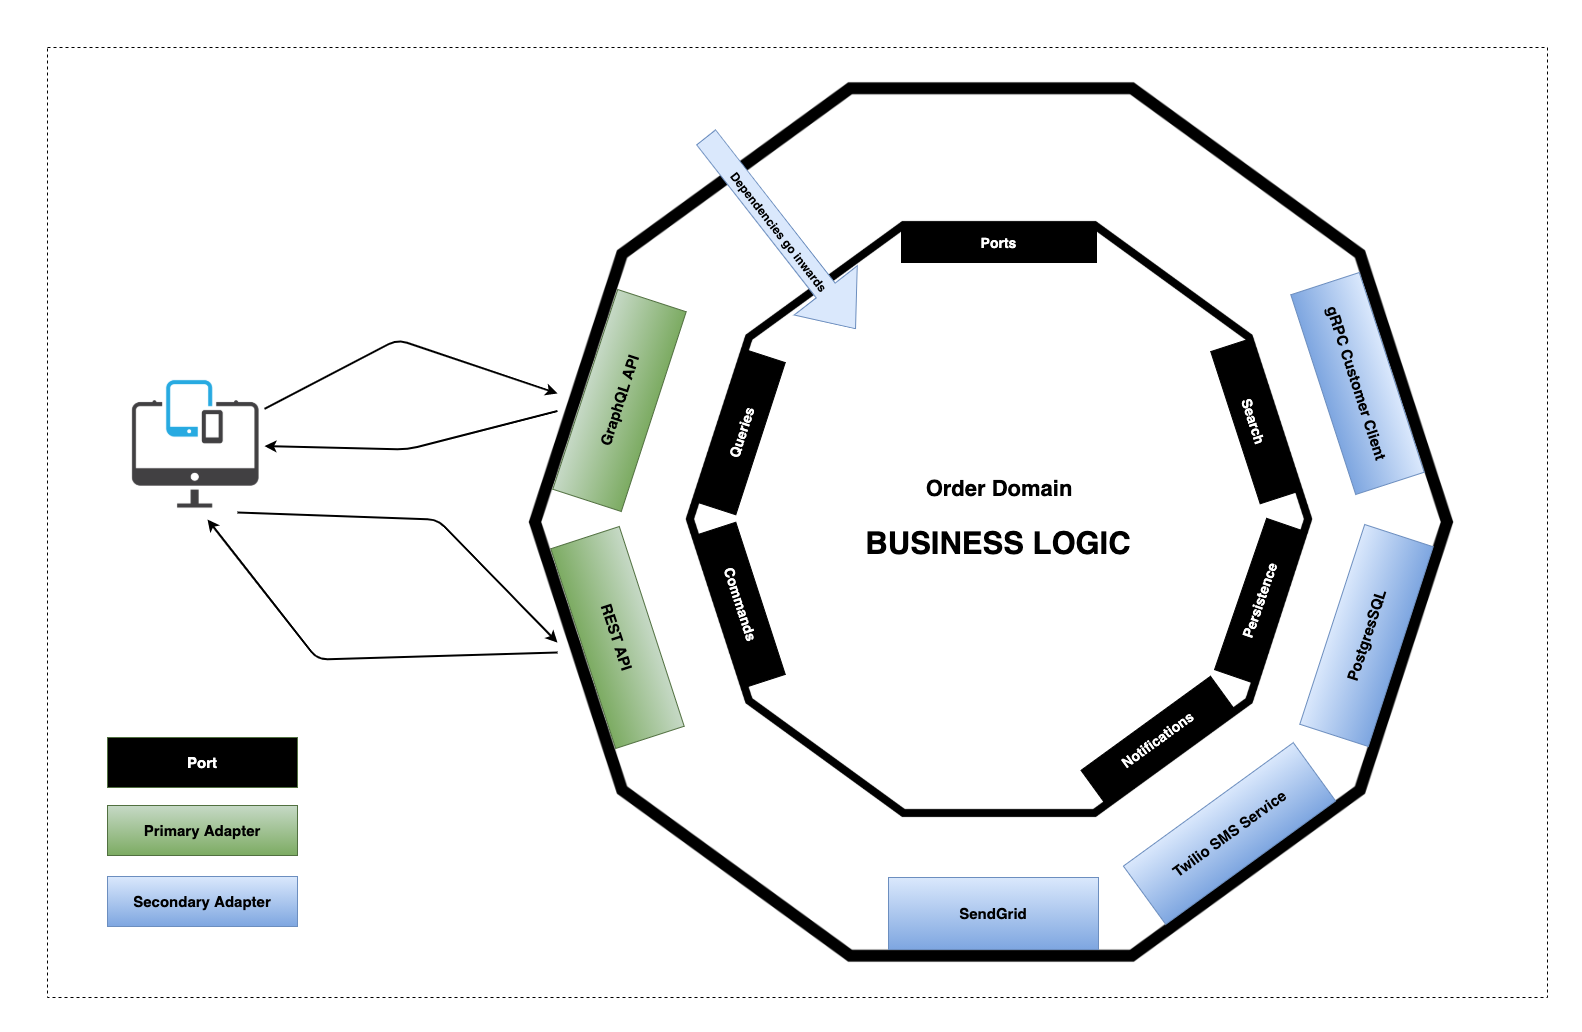 Dependencies go inwards
Ports
GraphQL API
Queries
Search
gRPC Customer Client
Order Domain
BUSINESS LOGIC
REST API
Commands
Persistence
PostgresSQL
Notifications
Twilio SMS Service
SendGrid
Port
Primary Adapter
Secondary Adapter